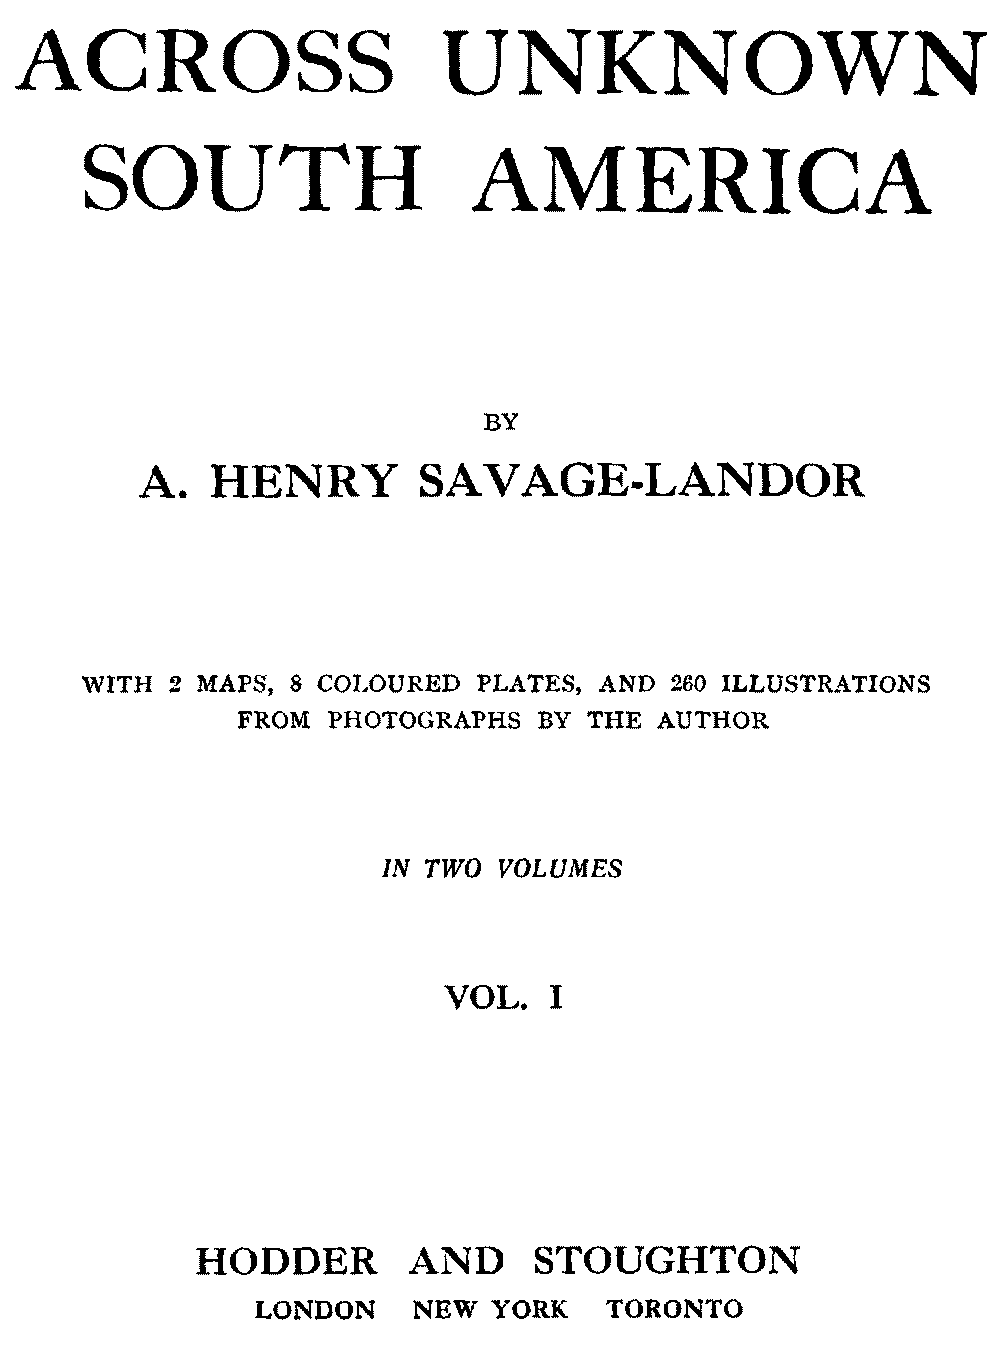 ACROSS UNKNOWN
SOUTH AMERICA
BY
A. HENRY SAVAGE-LANDOR
WITH 2 MAPS, 8 COLOURED PLATES, AND 260 ILLUSTRATIONS
FROM PHOTOGRAPHS BY THE AUTHOR
IN TWO VOLUMES
VOL. I
HODDER AND STOUGHTON
LONDON NEW YORK TORONTO